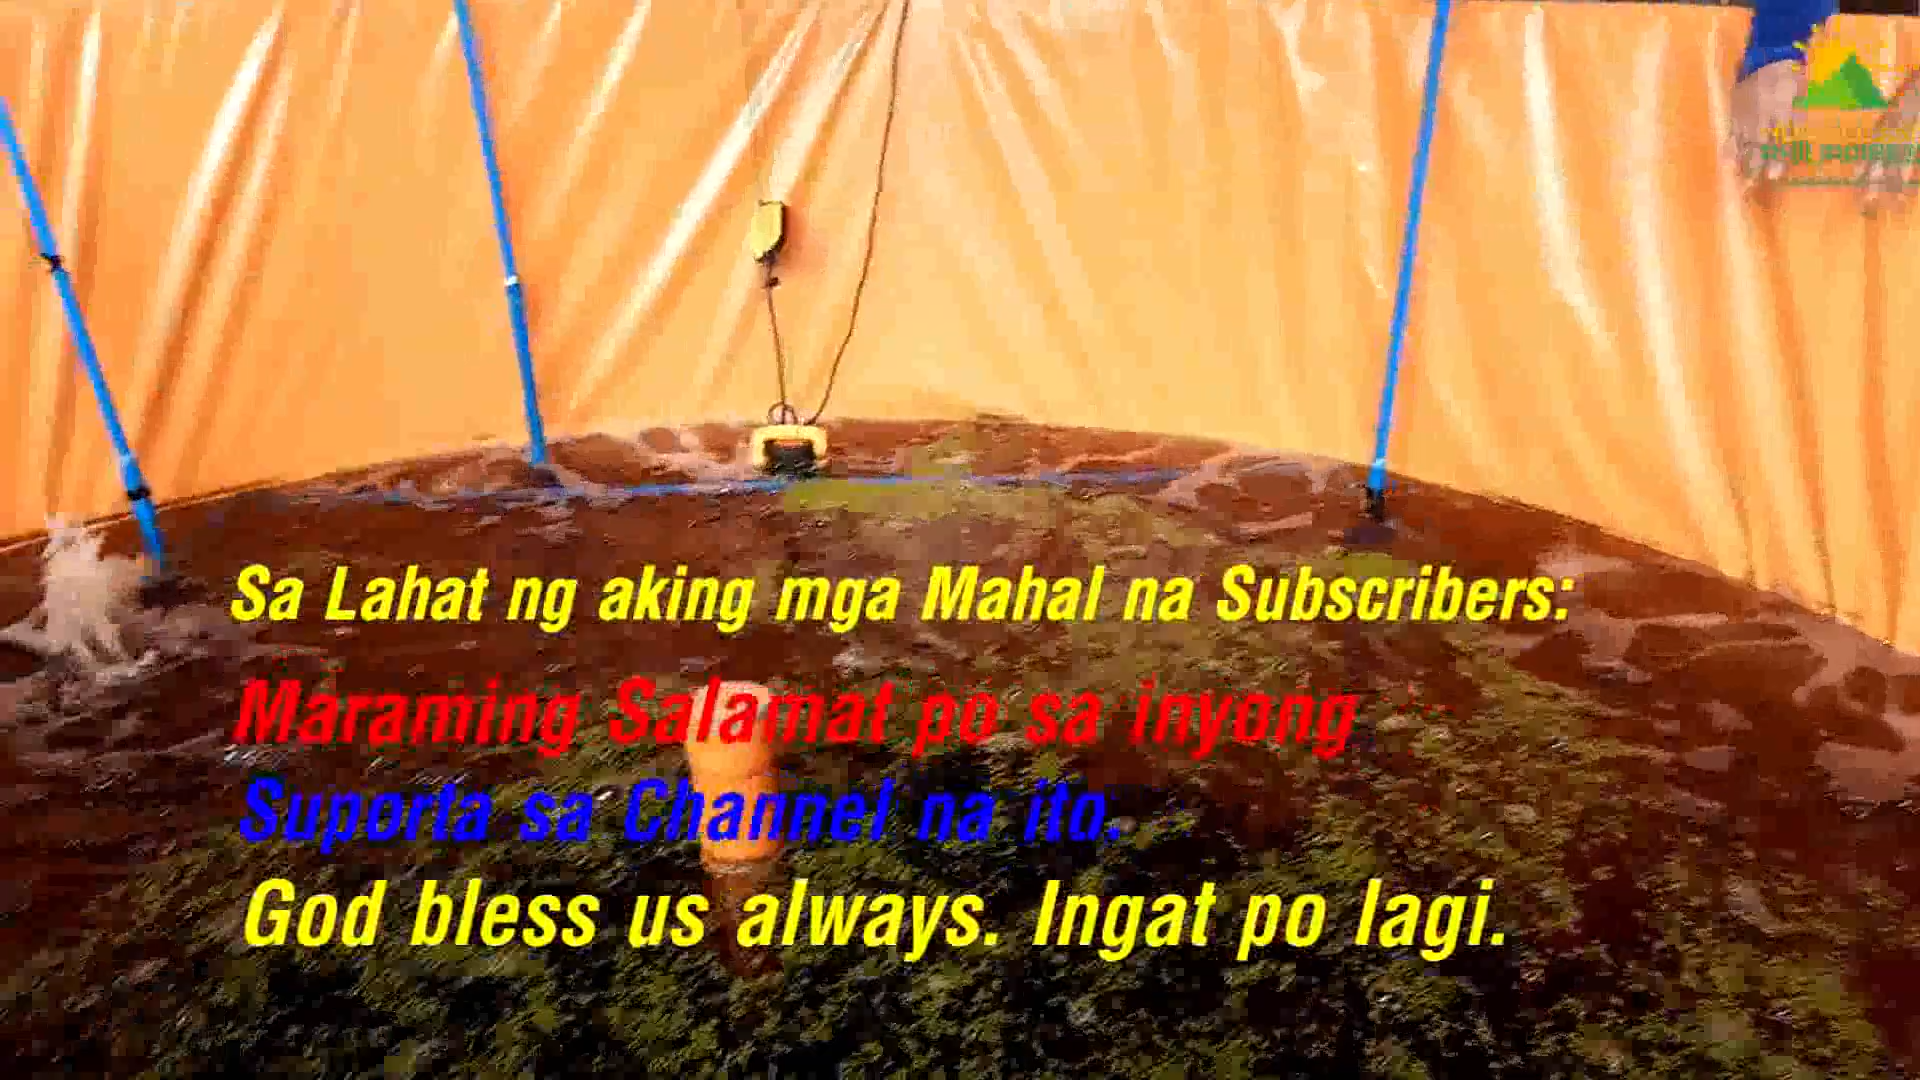 Sa Lahat ng aking mga Mahal na Subscribers:
Maraming Salamat po sa inyong
Suporta sa Channel na ito.
God bless us always. Ingat po lagi.